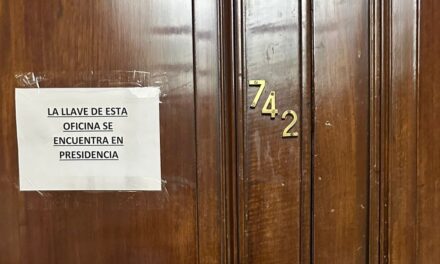 LA LLAVE DE ESTA
OFICINA SE
ENCUENTRA EN
PRESIDENCIA
742